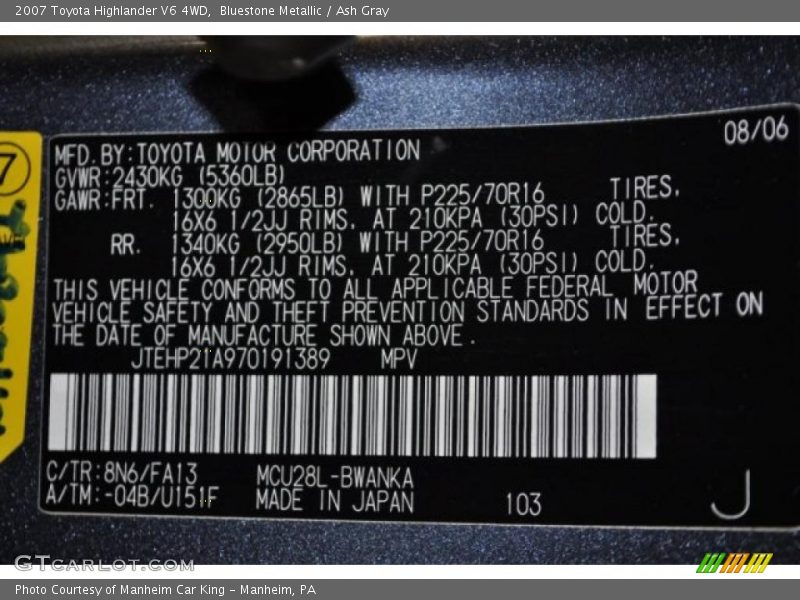 2007 Toyota Highlander V6 4WD, Bluestone Metallic / Ash Gray
7
08/06
MFD. BY: TOYOTA MOTOR CORPORATION
GVWR: 2430KG (5360LB)
GAWR: FRT. 1300KG (2865LB) WITH P225/70R16 TIRES,
16X6 1/2JJ RIMS, AT 210KPA (30PSI) COLD.
RR. 1340KG (2950LB) WITH P225/70R16 TIRES,
16X6 1/2JJ RIMS, AT 210KPA (30PSI) COLD.
THIS VEHICLE CONFORMS TO ALL APPLICABLE FEDERAL MOTOR
VEHICLE SAFETY AND THEFT PREVENTION STANDARDS IN EFFECT ON
THE DATE OF MANUFACTURE SHOWN ABOVE.
JTEHP21A970191389 MPV
C/TR: 8N6/FA13 MCU28L-BWANKA
A/TM: -04B/U151F MADE IN JAPAN 103 J
GTCARLOT.COM
Photo Courtesy of Manheim Car King - Manheim, PA